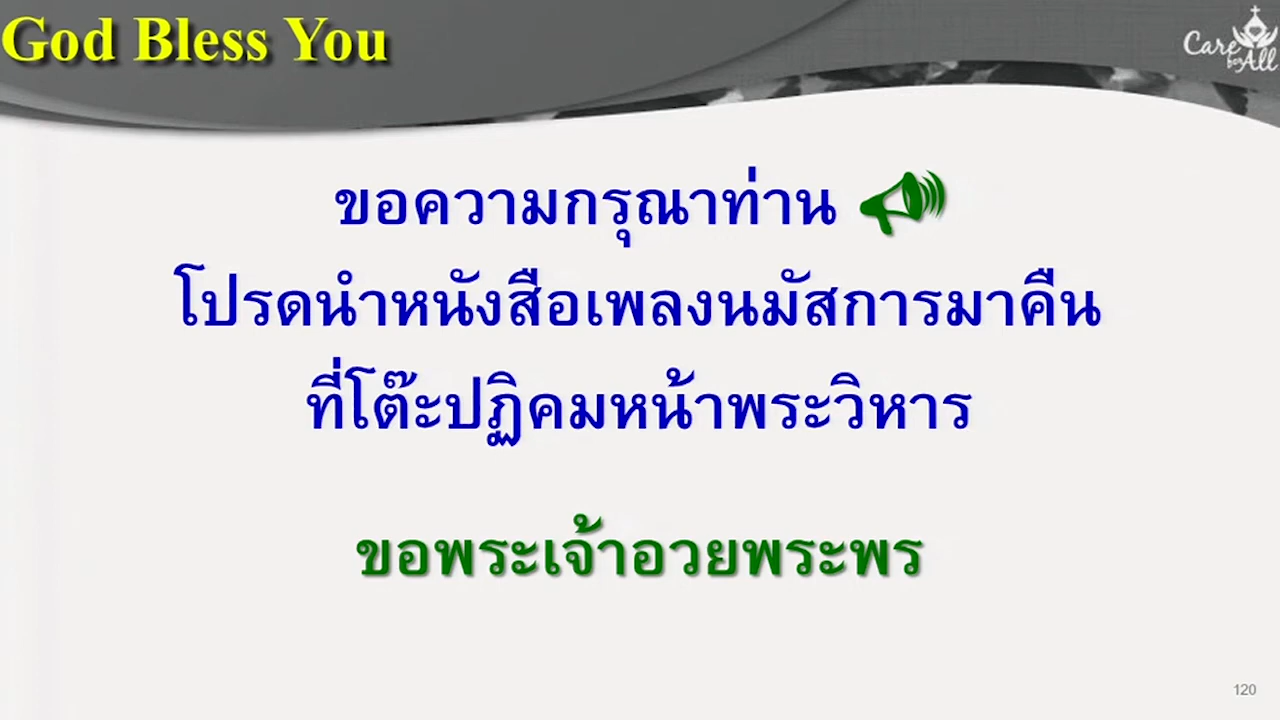 God Bless You
Care for All
ขอความกรุณาท่าน
โปรดนำหนังสือเพลงนมัสการมาคืน
ที่โต๊ะปฏิคมหน้าพระวิหาร
ขอพระเจ้าอวยพระพร
120